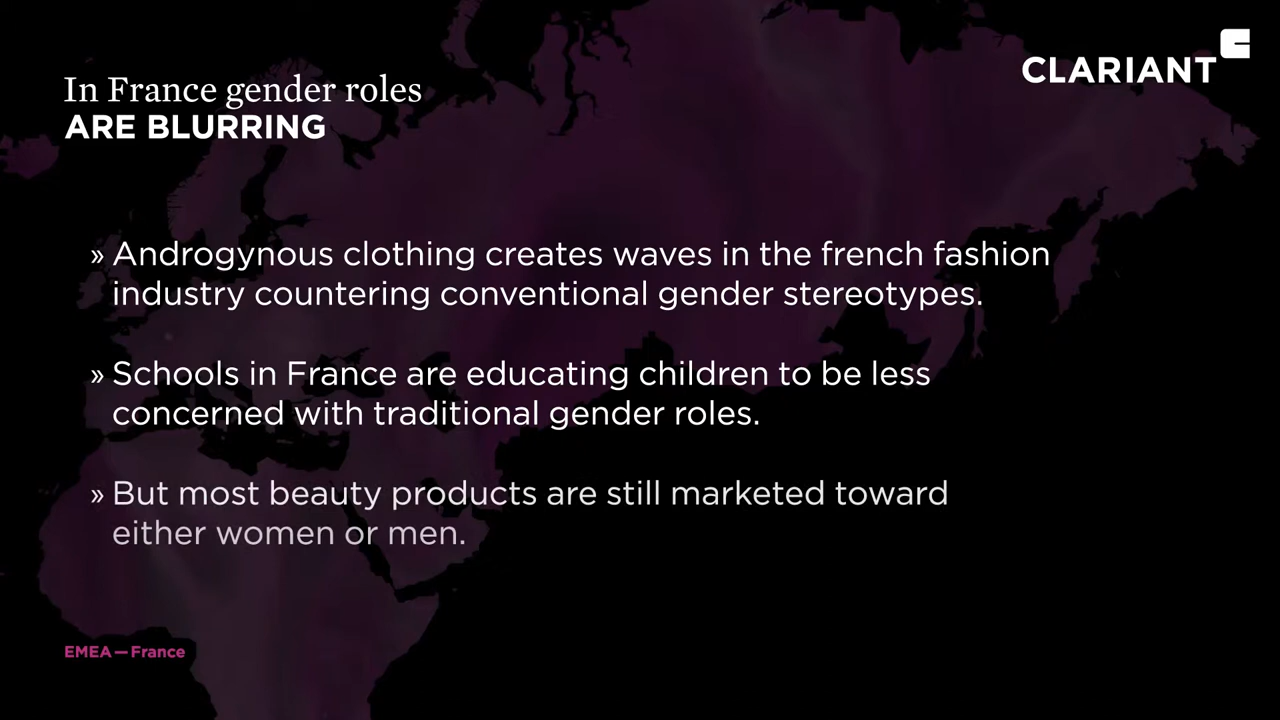 In France gender roles
ARE BLURRING
CLARIANT
» Androgynous clothing creates waves in the french fashion
industry countering conventional gender stereotypes.
» Schools in France are educating children to be less
concerned with traditional gender roles.
» But most beauty products are still marketed toward
either women or men.
EMEA — France